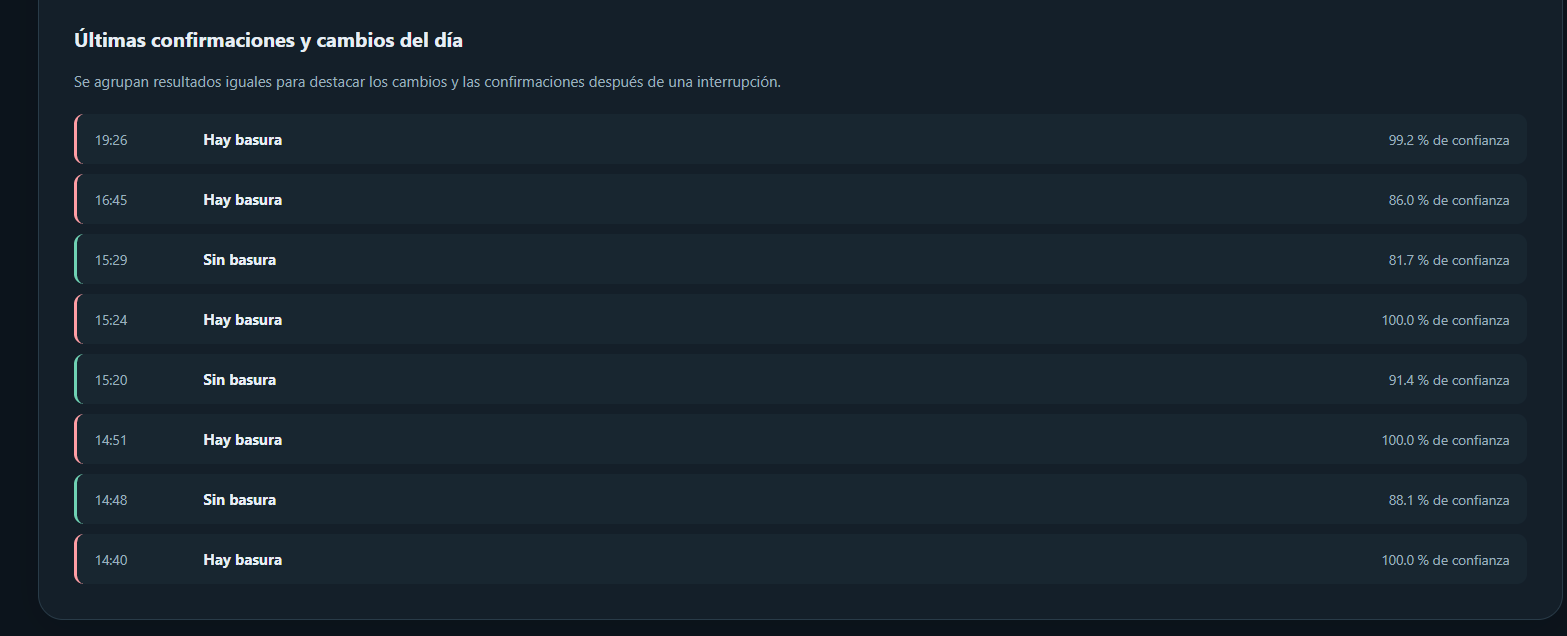 Últimas confirmaciones y cambios del día
Se agrupan resultados iguales para destacar los cambios y las confirmaciones después de una interrupción.
19:26 Hay basura 99.2 % de confianza
16:45 Hay basura 86.0 % de confianza
15:29 Sin basura 81.7 % de confianza
15:24 Hay basura 100.0 % de confianza
15:20 Sin basura 91.4 % de confianza
14:51 Hay basura 100.0 % de confianza
14:48 Sin basura 88.1 % de confianza
14:40 Hay basura 100.0 % de confianza